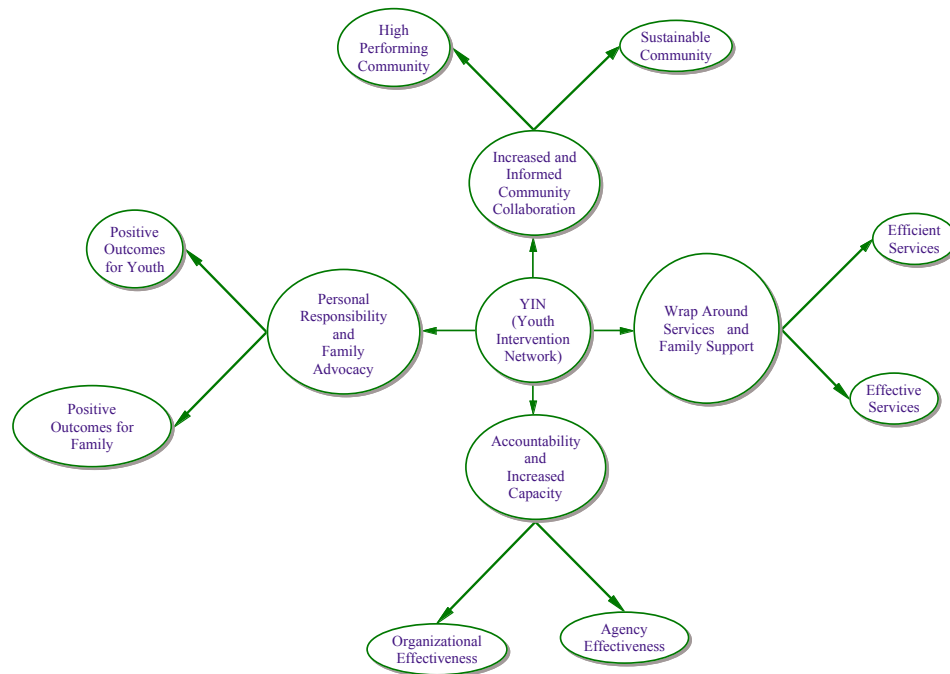 High
Performing
Community
Sustainable
Community
Increased and
Informed
Community
Collaboration
Positive
Outcomes
for Youth
Efficient
Services
Personal
Responsibility
and
Family
Advocacy
YIN
(Youth
Intervention
Network)
Wrap Around
Services and
Family Support
Positive
Outcomes for
Family
Effective
Services
Accountability
and
Increased
Capacity
Organizational
Effectiveness
Agency
Effectiveness